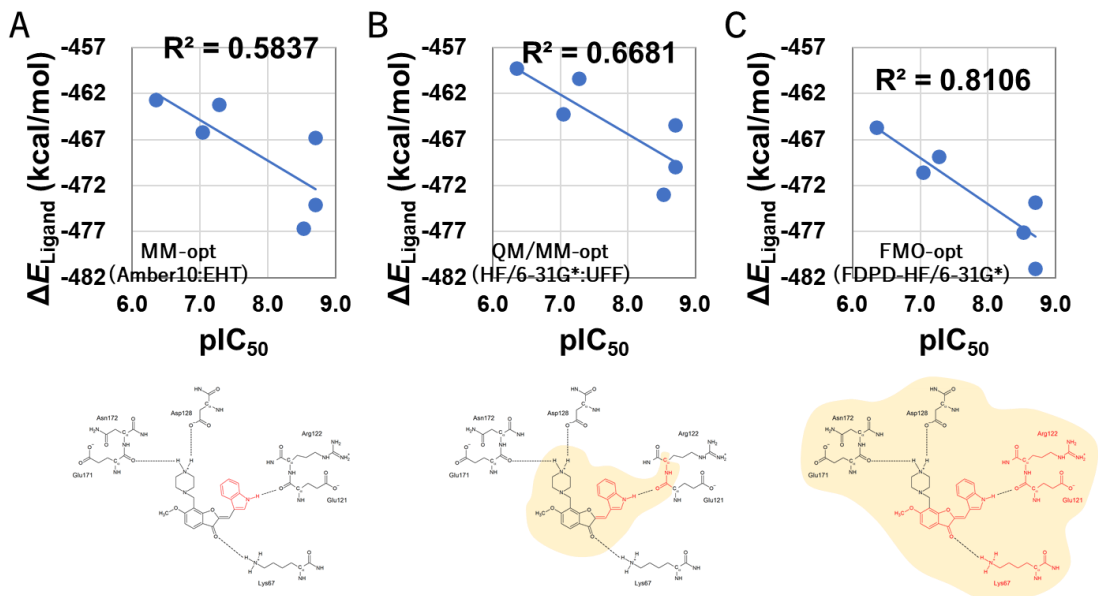 A
-457
-462
-467
-472
-477
-482
ΔE_Ligand (kcal/mol)
R² = 0.5837
MM-opt
(Amber10:EHT)
6.0 7.0 8.0 9.0
pIC₅₀
B
-457
-462
-467
-472
-477
-482
ΔE_Ligand (kcal/mol)
R² = 0.6681
QM/MM-opt
(HF/6-31G*:UFF)
6.0 7.0 8.0 9.0
pIC₅₀
C
-457
-462
-467
-472
-477
-482
ΔE_Ligand (kcal/mol)
R² = 0.8106
FMO-opt
(FDPD-HF/6-31G*)
6.0 7.0 8.0 9.0
pIC₅₀
Asn172
Asp128
Arg122
Glu171
Glu121
Lys67
Asn172
Asp128
Arg122
Glu171
Glu121
Lys67
Asn172
Asp128
Arg122
Glu171
Glu121
Lys67